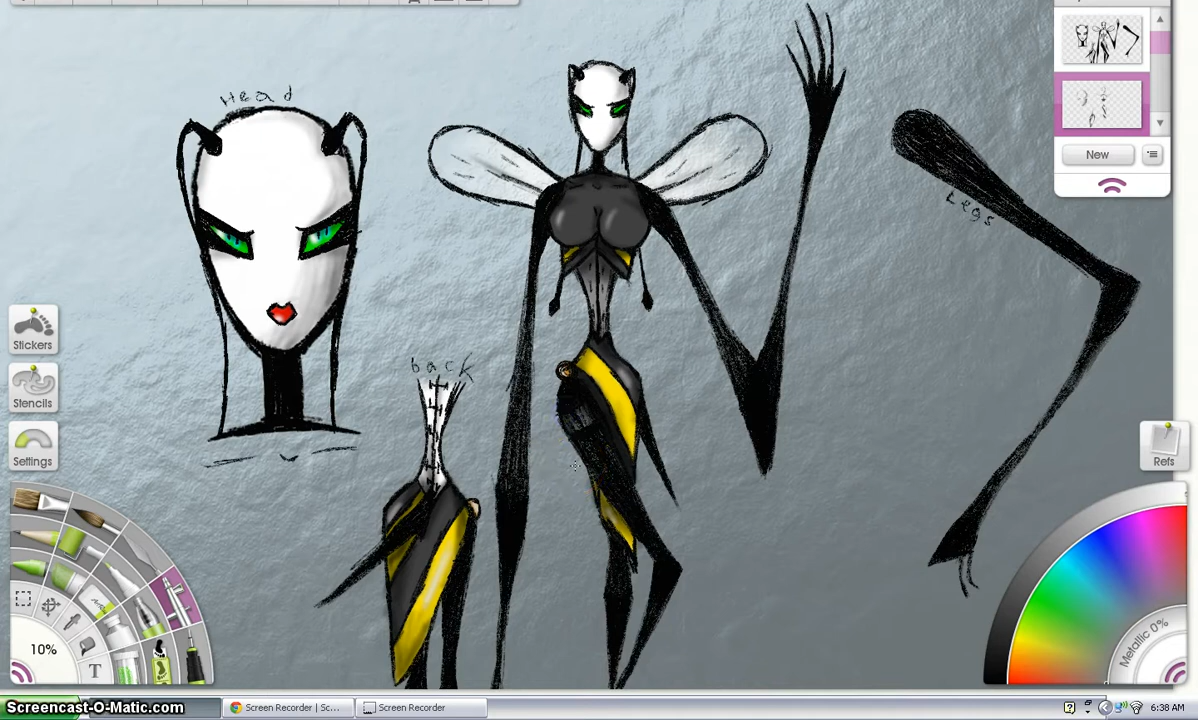 Head
back
Legs
New
Stickers
Stencils
Settings
Refs
10%
T
Metallic 0%
Screencast-O-Matic.com
Screen Recorder | Sc...
Screen Recorder
6:38 AM